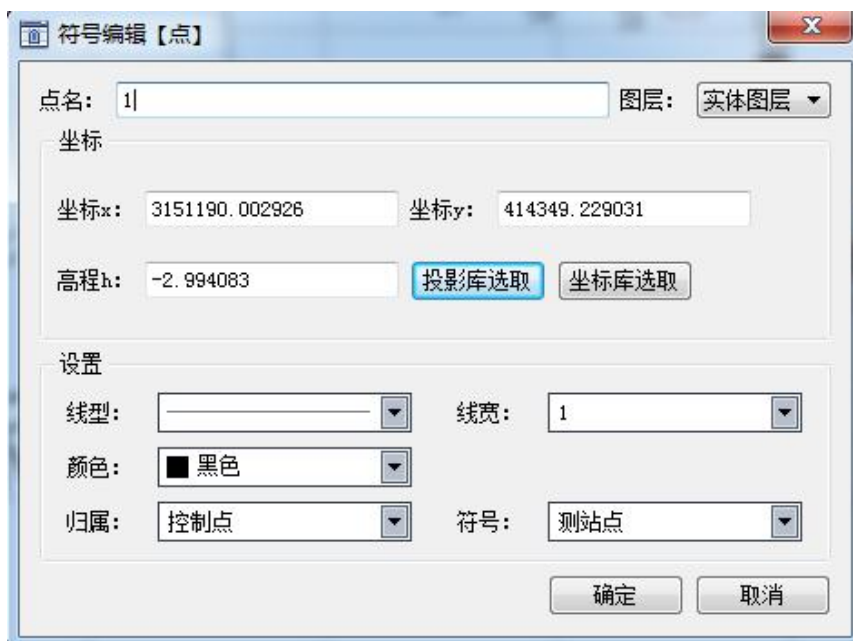 符号编辑【点】
点名: 1 图层: 实体图层
坐标
坐标x: 3151190.002926 坐标y: 414349.229031
高程h: -2.994083 投影库选取 坐标库选取
设置
线型: 线宽: 1
颜色: 黑色
归属: 控制点 符号: 测站点
确定 取消